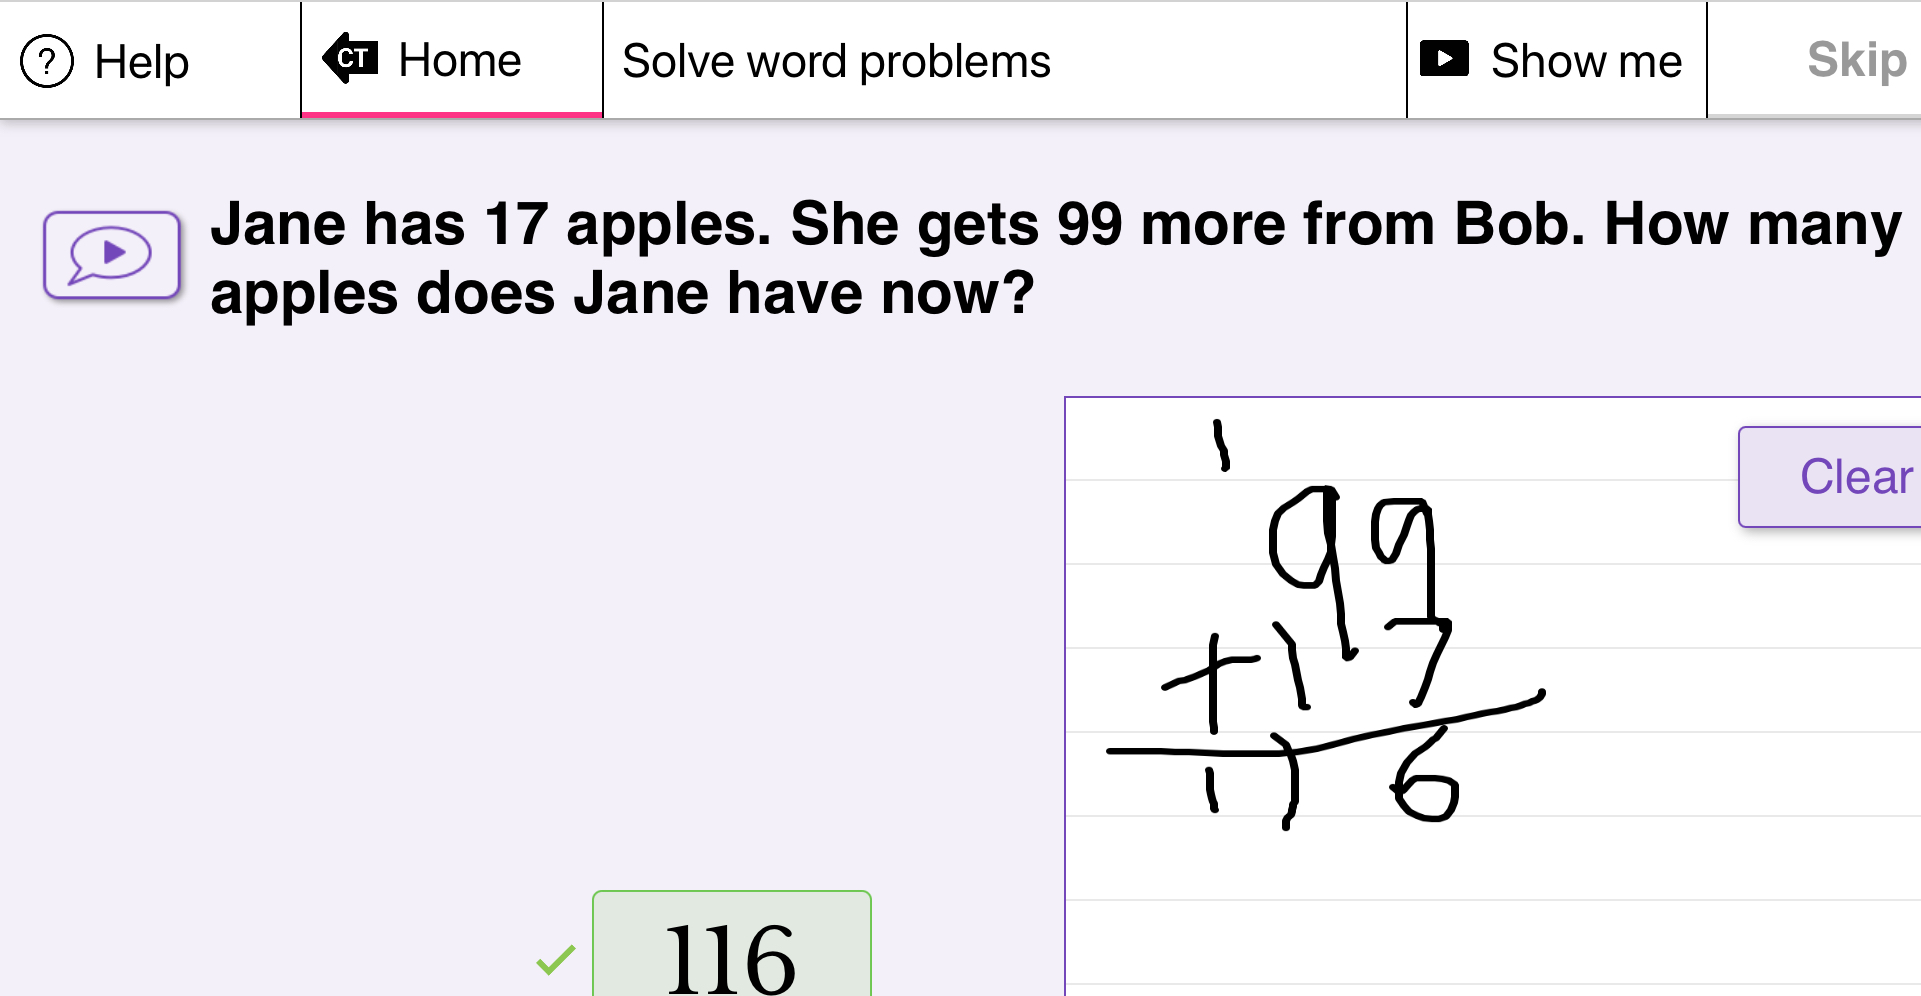 ? Help
CT Home
Solve word problems
Show me
Skip
Jane has 17 apples. She gets 99 more from Bob. How many
apples does Jane have now?
Clear
1
99
+17
116
116